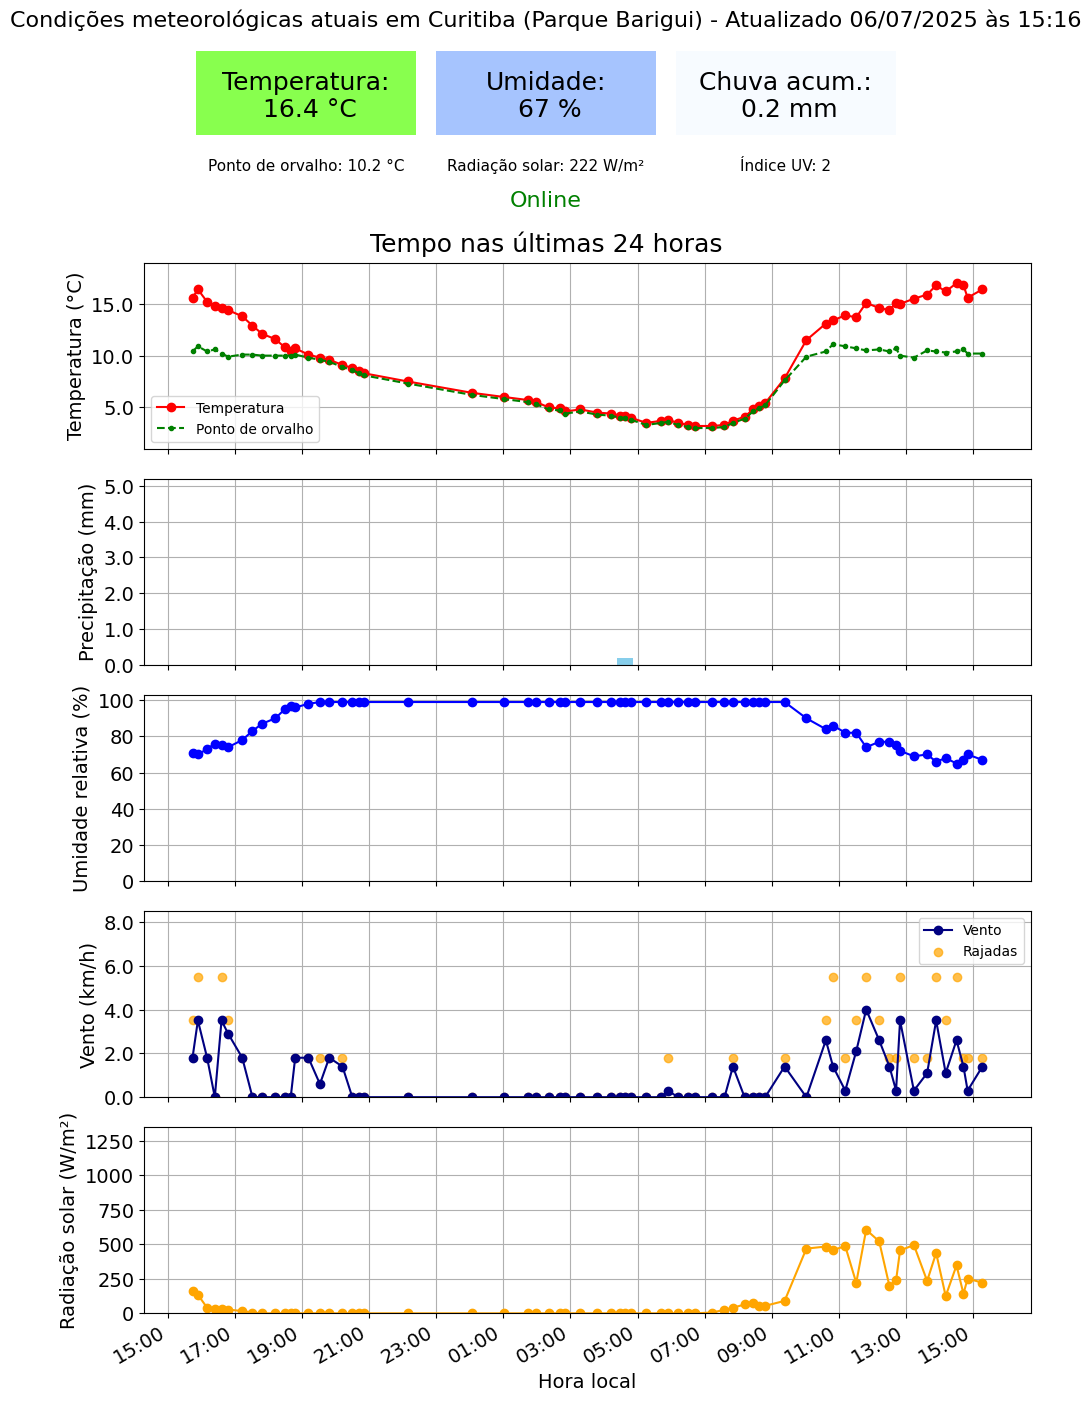 Condições meteorológicas atuais em Curitiba (Parque Barigui) - Atualizado 06/07/2025 às 15:16
Temperatura:
16.4 °C
Umidade:
67 %
Chuva acum.:
0.2 mm
Ponto de orvalho: 10.2 °C
Radiação solar: 222 W/m²
Índice UV: 2
Online
Tempo nas últimas 24 horas
Temperatura (°C)
15.0
10.0
5.0
Temperatura
Ponto de orvalho
Precipitação (mm)
5.0
4.0
3.0
2.0
1.0
0.0
Umidade relativa (%)
100
80
60
40
20
0
Vento (km/h)
8.0
6.0
4.0
2.0
0.0
Vento
Rajadas
Radiação solar (W/m²)
1250
1000
750
500
250
0
15:00
17:00
19:00
21:00
23:00
01:00
03:00
05:00
07:00
09:00
11:00
13:00
15:00
Hora local